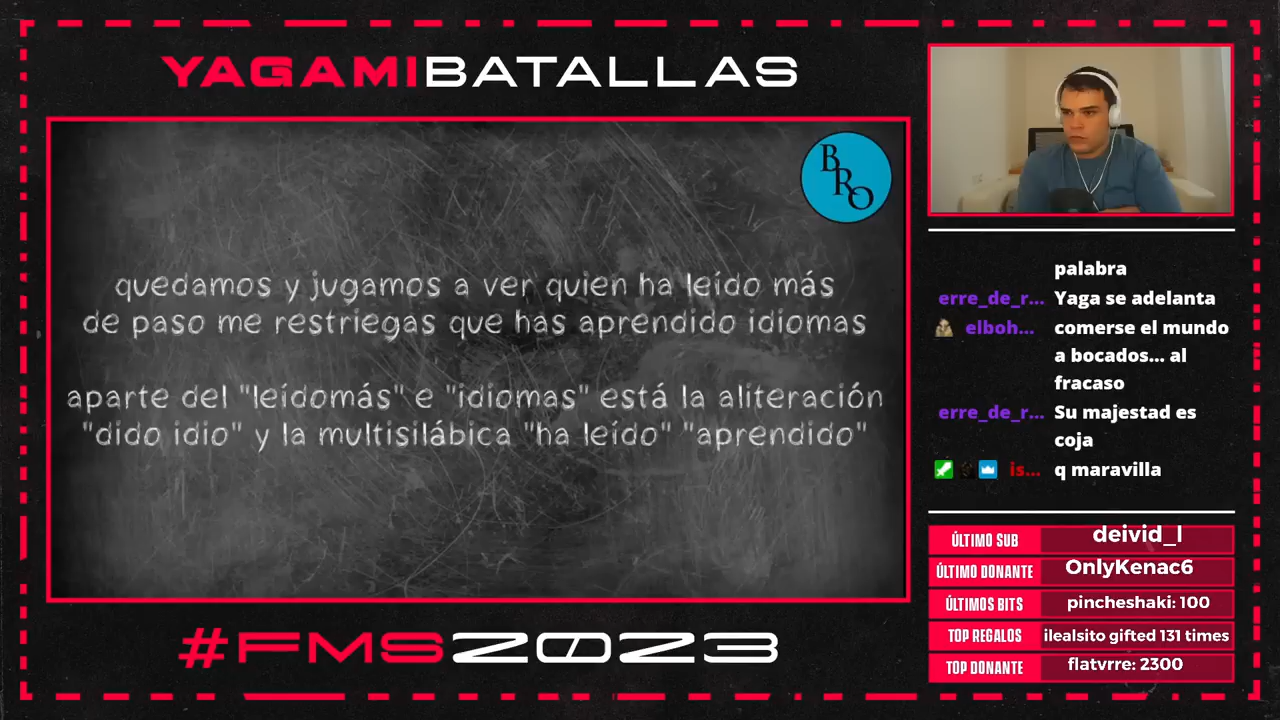 YAGAMIBATALLAS
BRO
quedamos y jugamos a ver quien ha leído más
de paso me restriegas que has aprendido idiomas
aparte del "leídomás" e "idiomas" está la aliteración
"dido idio" y la multisilábica "ha leído" "aprendido"
#FMS2023
palabra
erre_de_r... Yaga se adelanta
elboh... comerse el mundo
a bocados... al
fracaso
erre_de_r... Su majestad es
coja
is... q maravilla
ÚLTIMO SUB deivid_l
ÚLTIMO DONANTE OnlyKenac6
ÚLTIMOS BITS pincheshaki: 100
TOP REGALOS ilealsito gifted 131 times
TOP DONANTE flatvrre: 2300